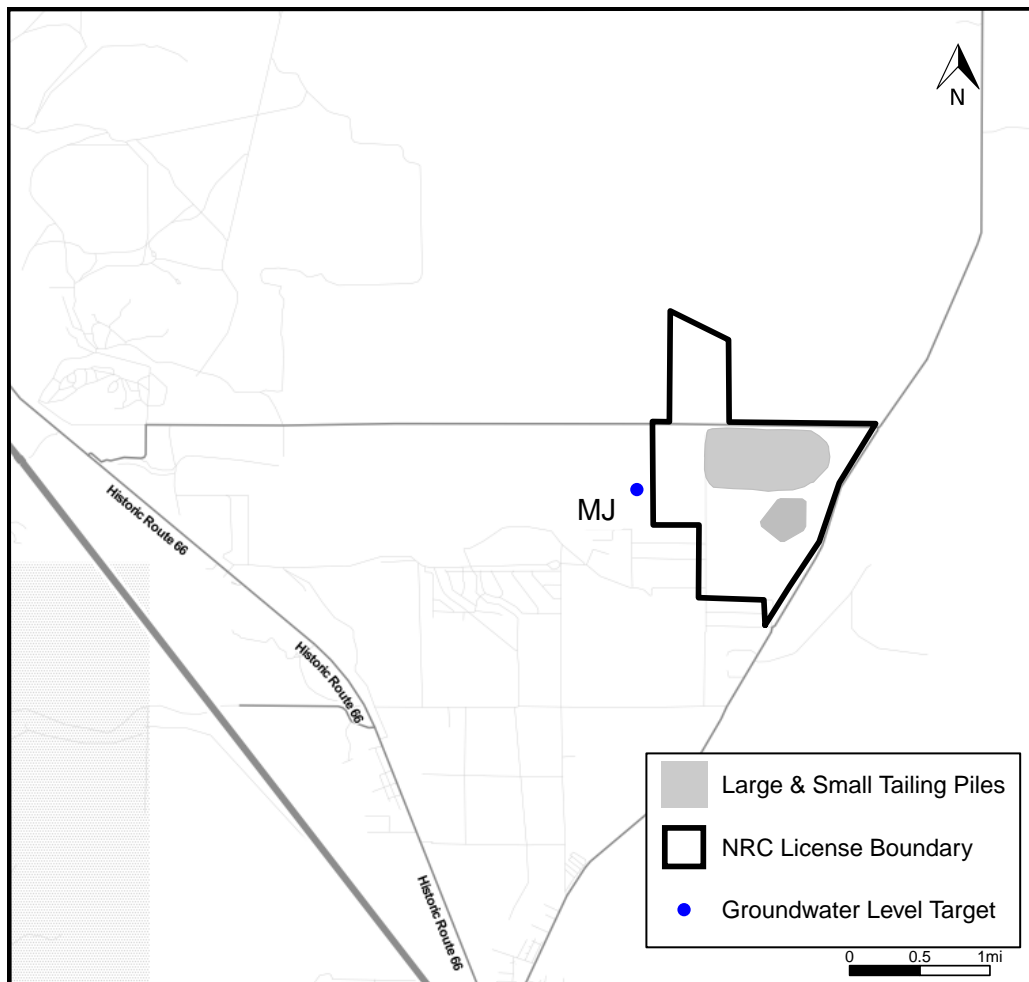 N
MJ
Historic Route 66
Historic Route 66
Historic Route 66
Large & Small Tailing Piles
NRC License Boundary
Groundwater Level Target
0 0.5 1mi